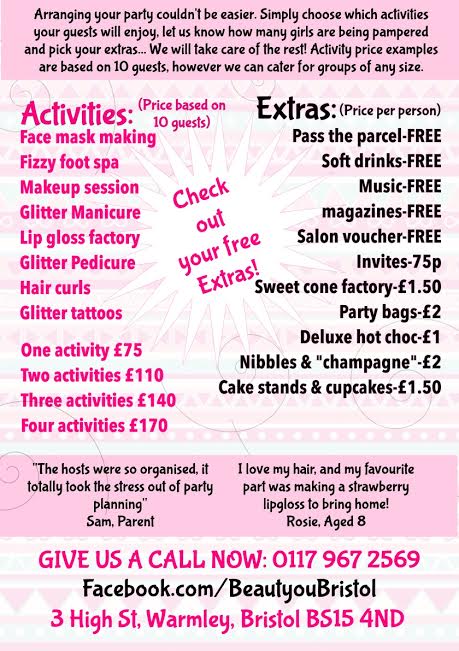 Arranging your party couldn't be easier. Simply choose which activities
your guests will enjoy, let us know how many girls are being pampered
and pick your extras... We will take care of the rest! Activity price examples
are based on 10 guests, however we can cater for groups of any size.
Activities: (Price based on
10 guests)
Face mask making
Fizzy foot spa
Makeup session
Glitter Manicure
Lip gloss factory
Glitter Pedicure
Hair curls
Glitter tattoos
One activity £75
Two activities £110
Three activities £140
Four activities £170
Check
out
your free
Extras!
Extras: (Price per person)
Pass the parcel-FREE
Soft drinks-FREE
Music-FREE
magazines-FREE
Salon voucher-FREE
Invites-75p
Sweet cone factory-£1.50
Party bags-£2
Deluxe hot choc-£1
Nibbles & "champagne"-£2
Cake stands & cupcakes-£1.50
"The hosts were so organised, it
totally took the stress out of party
planning"
Sam, Parent
I love my hair, and my favourite
part was making a strawberry
lipgloss to bring home!
Rosie, Aged 8
GIVE US A CALL NOW: 0117 967 2569
Facebook.com/BeautyouBristol
3 High St, Warmley, Bristol BS15 4ND